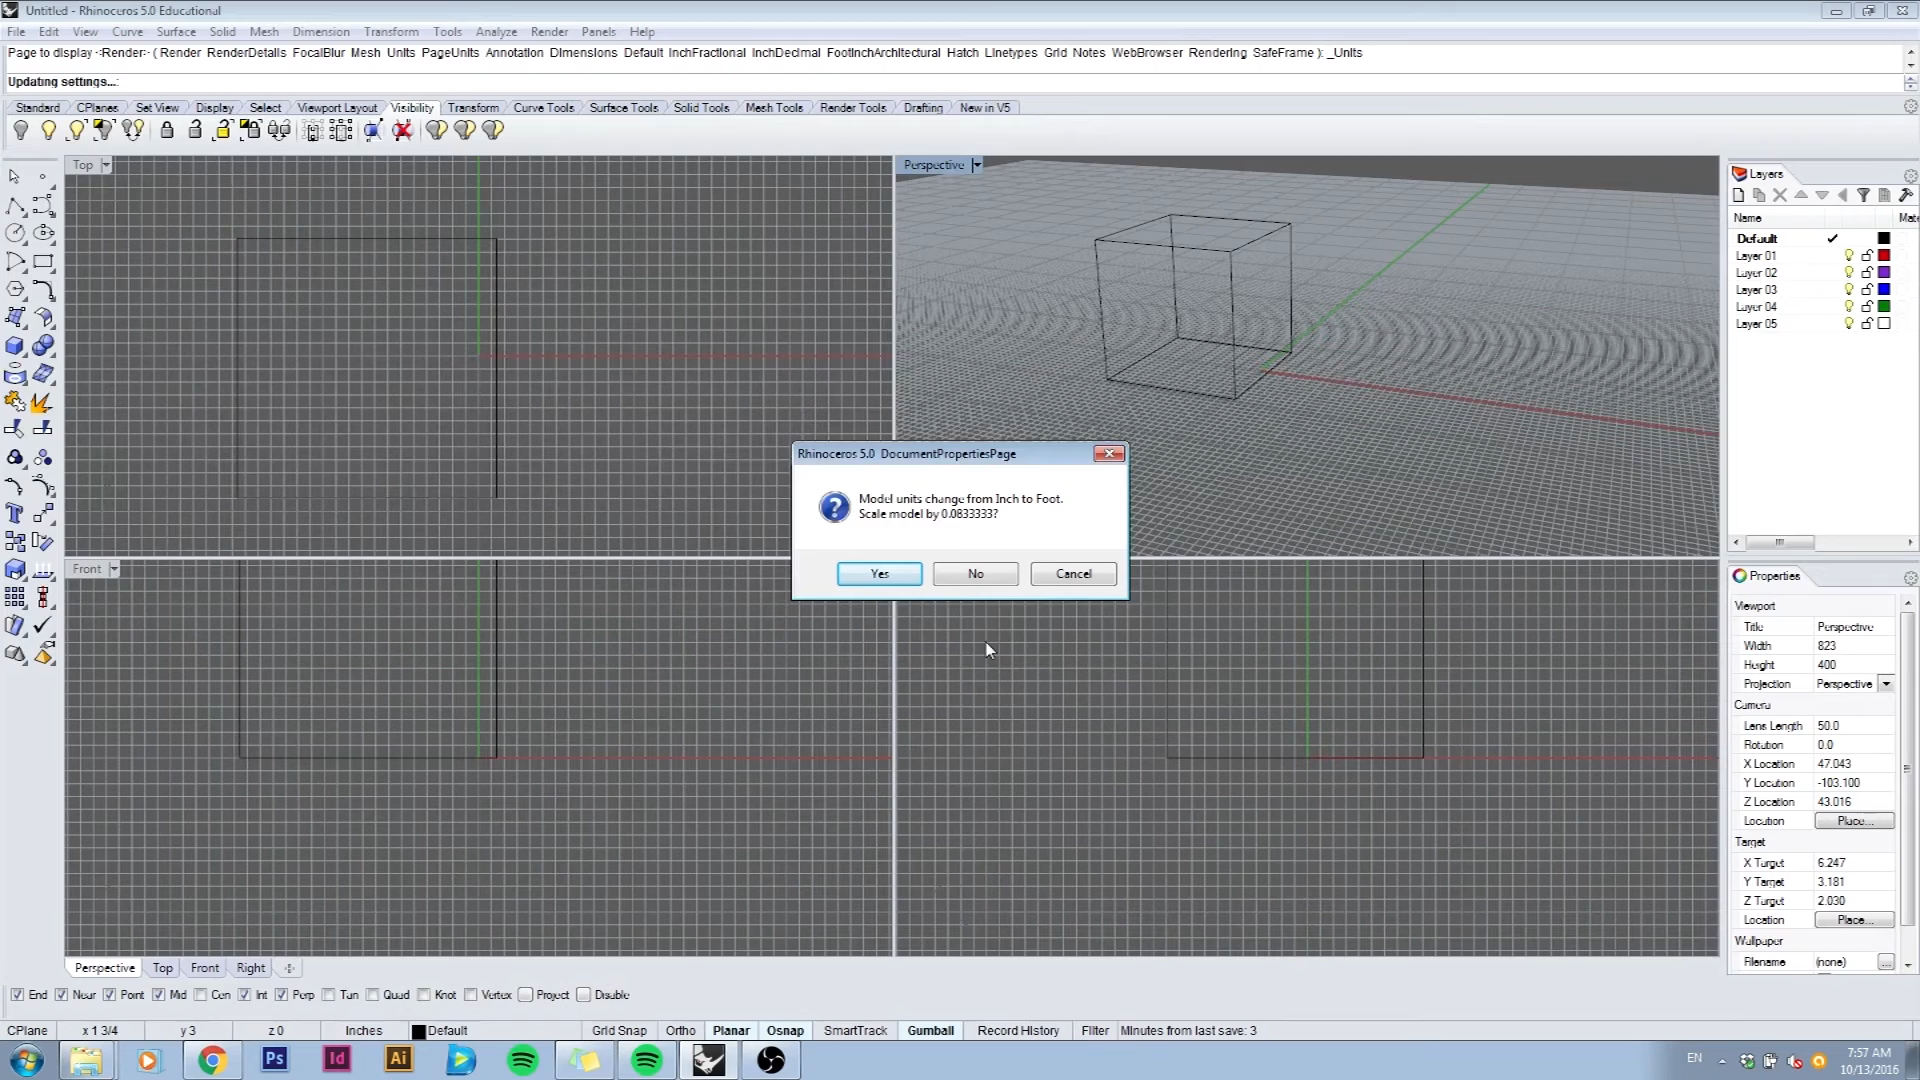 Untitled - Rhinoceros 5.0 Educational
File Edit View Curve Surface Solid Mesh Dimension Transform Tools Analyze Render Panels Help
Page to display <Render> ( Render RenderDetails FocalBlur Mesh Units PageUnits Annotation Dimensions Default InchFractional InchDecimal FootInchArchitectural Hatch Linetypes Grid Notes WebBrowser Rendering SafeFrame ): _Units
Updating settings...:
Standard CPlanes Set View Display Select Viewport Layout Visibility Transform Curve Tools Surface Tools Solid Tools Mesh Tools Render Tools Drafting New in V5
Top
Perspective
Layers
Name Mate
Default
Layer 01
Layer 02
Layer 03
Layer 04
Layer 05
Rhinoceros 5.0 DocumentPropertiesPage
Model units change from Inch to Foot.
Scale model by 0.0833333?
Yes No Cancel
Front
Properties
Viewport
Title Perspective
Width 823
Height 400
Projection Perspective
Camera
Lens Length 50.0
Rotation 0.0
X Location 47.043
Y Location -103.100
Z Location 43.016
Location Place...
Target
X Target 6.247
Y Target 3.181
Z Target 2.030
Location Place...
Wallpaper
Filename (none) ...
Perspective Top Front Right
End Near Point Mid Cen Int Perp Tan Quad Knot Vertex Project Disable
CPlane x 1 3/4 y 3 z 0 Inches Default Grid Snap Ortho Planar Osnap SmartTrack Gumball Record History Filter Minutes from last save: 3
Ps Id Ai
EN
7:57 AM
10/13/2016